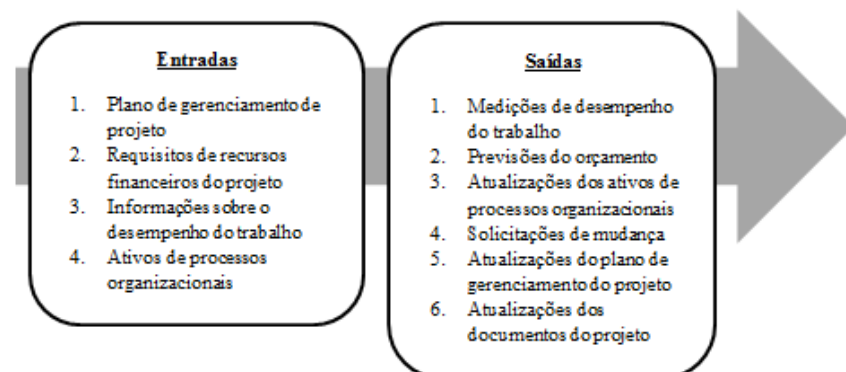 Entradas
1. Plano de gerenciamento de
projeto
2. Requisitos de recursos
financeiros do projeto
3. Informações sobre o
desempenho do trabalho
4. Ativos de processos
organizacionais
Saídas
1. Medições de desempenho
do trabalho
2. Previsões do orçamento
3. Atualizações dos ativos de
processos organizacionais
4. Solicitações de mudança
5. Atualizações do plano de
gerenciamento do projeto
6. Atualizações dos
documentos do projeto